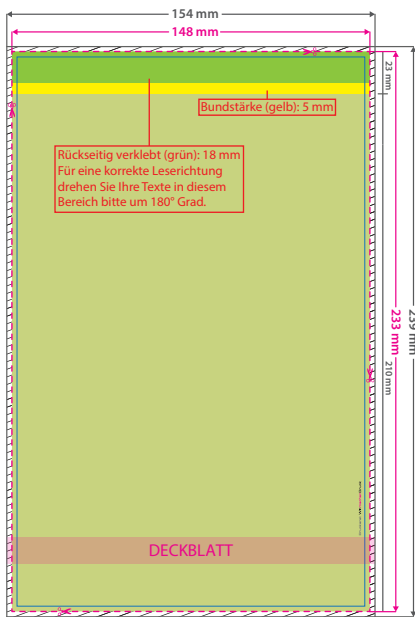 154 mm
148 mm
23 mm
Bundstärke (gelb): 5 mm
Rückseitig verklebt (grün): 18 mm
Für eine korrekte Leserichtung
drehen Sie Ihre Texte in diesem
Bereich bitte um 180° Grad.
239 mm
233 mm
210 mm
DECKBLATT